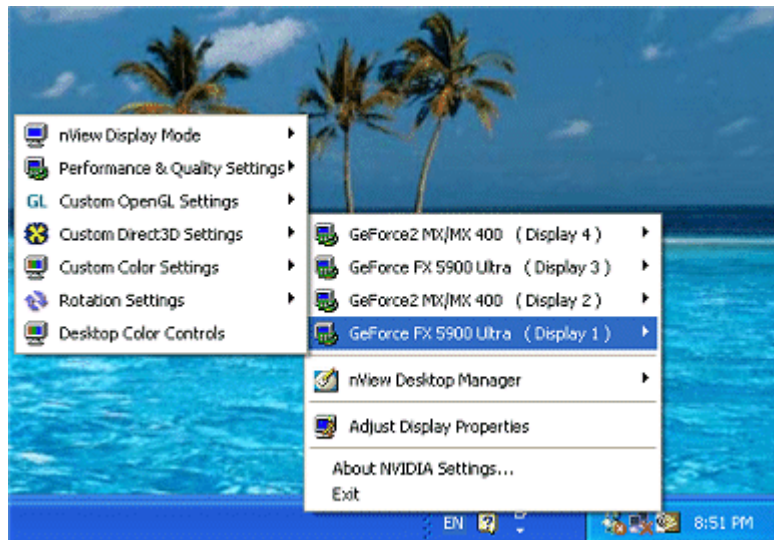 nView Display Mode
Performance & Quality Settings
GL Custom OpenGL Settings
Custom Direct3D Settings
Custom Color Settings
Rotation Settings
Desktop Color Controls
GeForce2 MX/MX 400 ( Display 4 )
GeForce FX 5900 Ultra ( Display 3 )
GeForce2 MX/MX 400 ( Display 2 )
GeForce FX 5900 Ultra ( Display 1 )
nView Desktop Manager
Adjust Display Properties
About NVIDIA Settings...
Exit
EN
8:51 PM